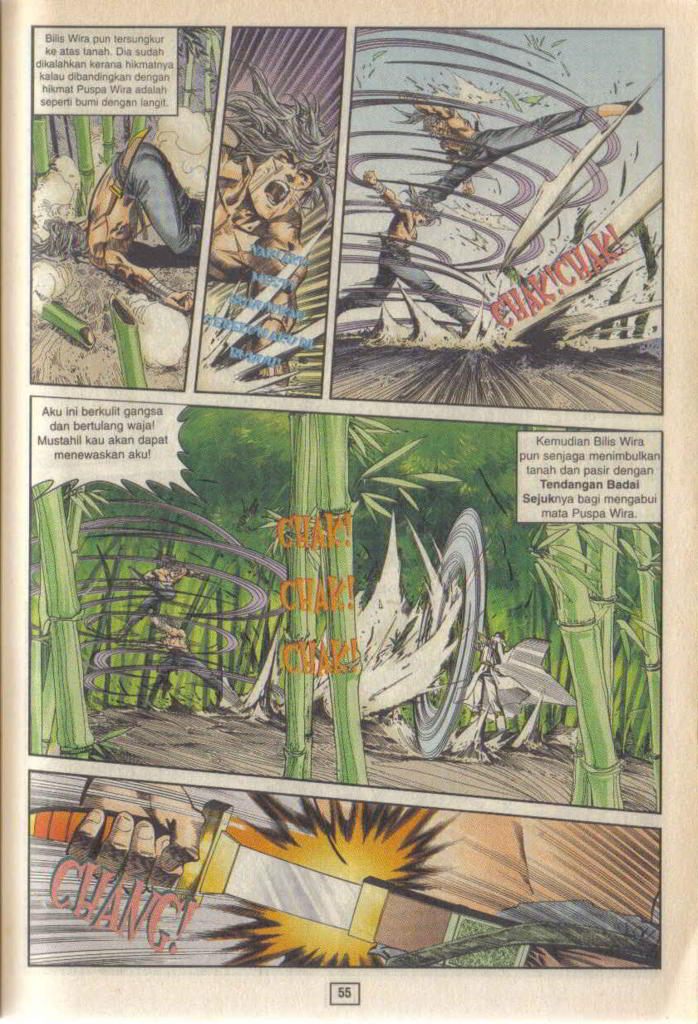 Bilis Wira pun tersungkur
ke atas tanah. Dia sudah
dikalahkan kerana hikmatnya
kalau dibandingkan dengan
hikmat Puspa Wira adalah
seperti bumi dengan langit.
CHAK! CHAK!
Aku ini berkulit gangsa
dan bertulang waja!
Mustahil kau akan dapat
menewaskan aku!
Kemudian Bilis Wira
pun senjaga menimbulkan
tanah dan pasir dengan
Tendangan Badai
Sejuknya bagi mengabui
mata Puspa Wira.
CHAK!
CHAK!
CHAK!
CHANG!
55